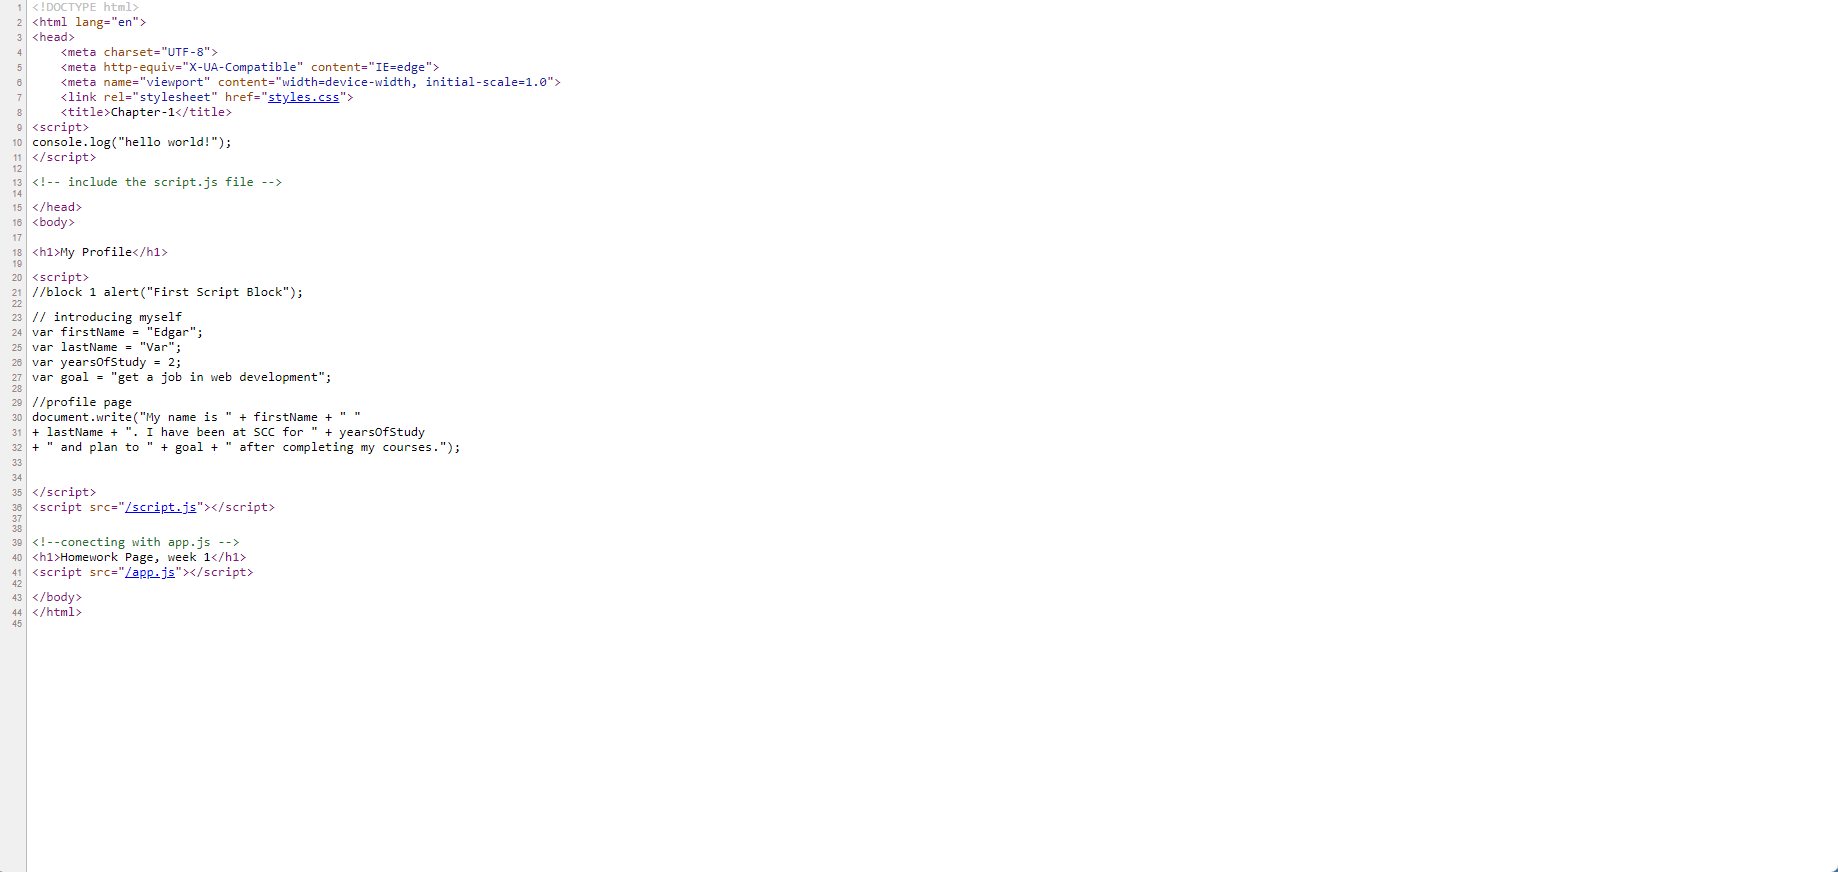 1 <!DOCTYPE html>
2 <html lang="en">
3 <head>
4     <meta charset="UTF-8">
5     <meta http-equiv="X-UA-Compatible" content="IE=edge">
6     <meta name="viewport" content="width=device-width, initial-scale=1.0">
7     <link rel="stylesheet" href="styles.css">
8     <title>Chapter-1</title>
9 <script>
10 console.log("hello world!");
11 </script>
12
13 <!-- include the script.js file -->
14
15 </head>
16 <body>
17
18 <h1>My Profile</h1>
19
20 <script>
21 //block 1 alert("First Script Block");
22
23 // introducing myself
24 var firstName = "Edgar";
25 var lastName = "Var";
26 var yearsOfStudy = 2;
27 var goal = "get a job in web development";
28
29 //profile page
30 document.write("My name is " + firstName + " "
31 + lastName + ". I have been at SCC for " + yearsOfStudy
32 + " and plan to " + goal + " after completing my courses.");
33
34
35 </script>
36 <script src="/script.js"></script>
37
38
39 <!--conecting with app.js -->
40 <h1>Homework Page, week 1</h1>
41 <script src="/app.js"></script>
42
43 </body>
44 </html>
45